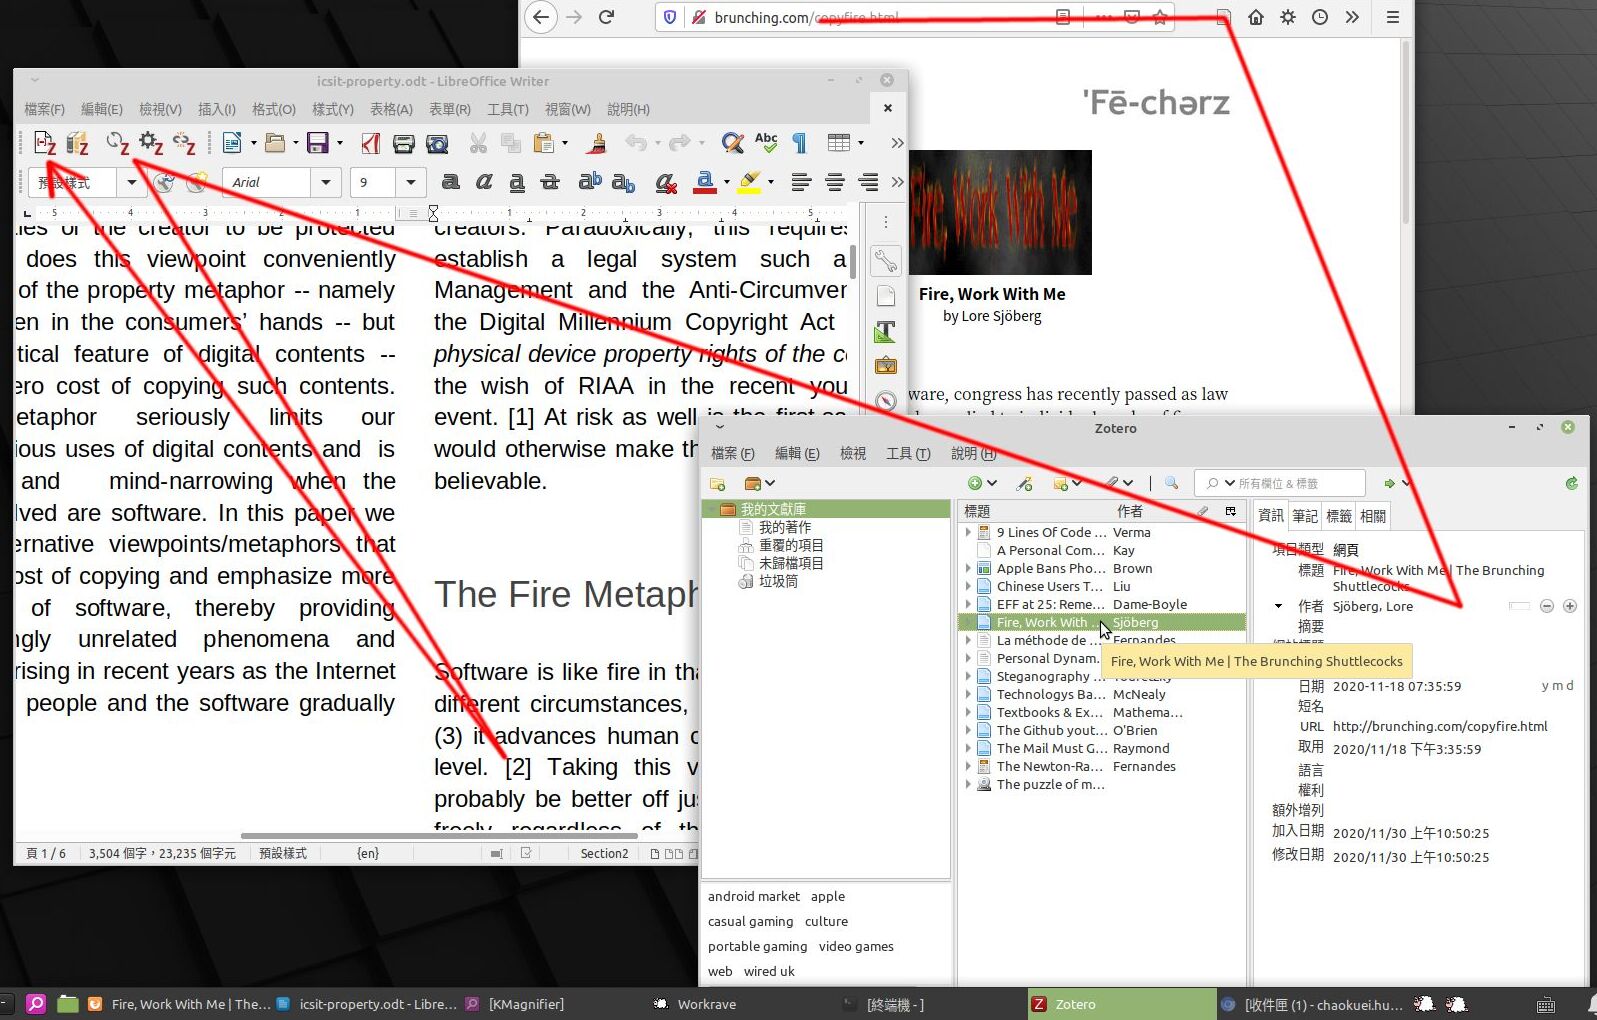 brunching.com/copyfire.html
icsit-property.odt - LibreOffice Writer
檔案(F) 編輯(E) 檢視(V) 插入(I) 格式(O) 樣式(Y) 表格(A) 表單(R) 工具(T) 視窗(W) 說明(H)
預設樣式 Arial 9
'Fē-chərz
Fire, Work With Me
Fire, Work With Me
by Lore Sjöberg
ware, congress has recently passed as law
of the creator to be protected
does this viewpoint conveniently
of the property metaphor -- namely
en in the consumers' hands -- but
tical feature of digital contents --
ero cost of copying such contents.
etaphor seriously limits our
ious uses of digital contents and is
and mind-narrowing when the
lved are software. In this paper we
ernative viewpoints/metaphors that
ost of copying and emphasize more
of software, thereby providing
ngly unrelated phenomena and
rising in recent years as the Internet
people and the software gradually
creators. Paradoxically, this requires
establish a legal system such a
Management and the Anti-Circumver
the Digital Millennium Copyright Act
physical device property rights of the c
the wish of RIAA in the recent you
event. [1] At risk as well is the first sa
would otherwise make th
believable.
The Fire Metaph
Software is like fire in tha
different circumstances,
(3) it advances human c
level. [2] Taking this v
probably be better off jus
freely regardless of th
頁 1 / 6 3,504 個字，23,235 個字元 預設樣式 {en} Section2
Zotero
檔案 (F) 編輯 (E) 檢視 工具 (T) 說明 (H)
所有欄位 & 標籤
我的文獻庫
我的著作
重覆的項目
未歸檔項目
垃圾筒
android market apple
casual gaming culture
portable gaming video games
web wired uk
標題 作者
9 Lines Of Code ... Verma
A Personal Com... Kay
Apple Bans Pho... Brown
Chinese Users T... Liu
EFF at 25: Reme... Dame-Boyle
Fire, Work With ... Sjöberg
La méthode de ... Fernandes
Personal Dynam...
Steganography ... Touretzky
Technologys Ba... McNealy
Textbooks & Ex... Mathema...
The Github yout... O'Brien
The Mail Must G... Raymond
The Newton-Ra... Fernandes
The puzzle of m...
資訊 筆記 標籤 相關
項目類型 網頁
標題 Fire, Work With Me | The Brunching
Shuttlecocks
作者 Sjöberg, Lore
摘要
Fire, Work With Me | The Brunching Shuttlecocks
日期 2020-11-18 07:35:59 y m d
短名
URL http://brunching.com/copyfire.html
取用 2020/11/18 下午3:35:59
語言
權利
額外增列
加入日期 2020/11/30 上午10:50:25
修改日期 2020/11/30 上午10:50:25
Fire, Work With Me | The... icsit-property.odt - Libre... [KMagnifier] Workrave [終端機 - ] Zotero [收件匣 (1) - chaokuei.hu...